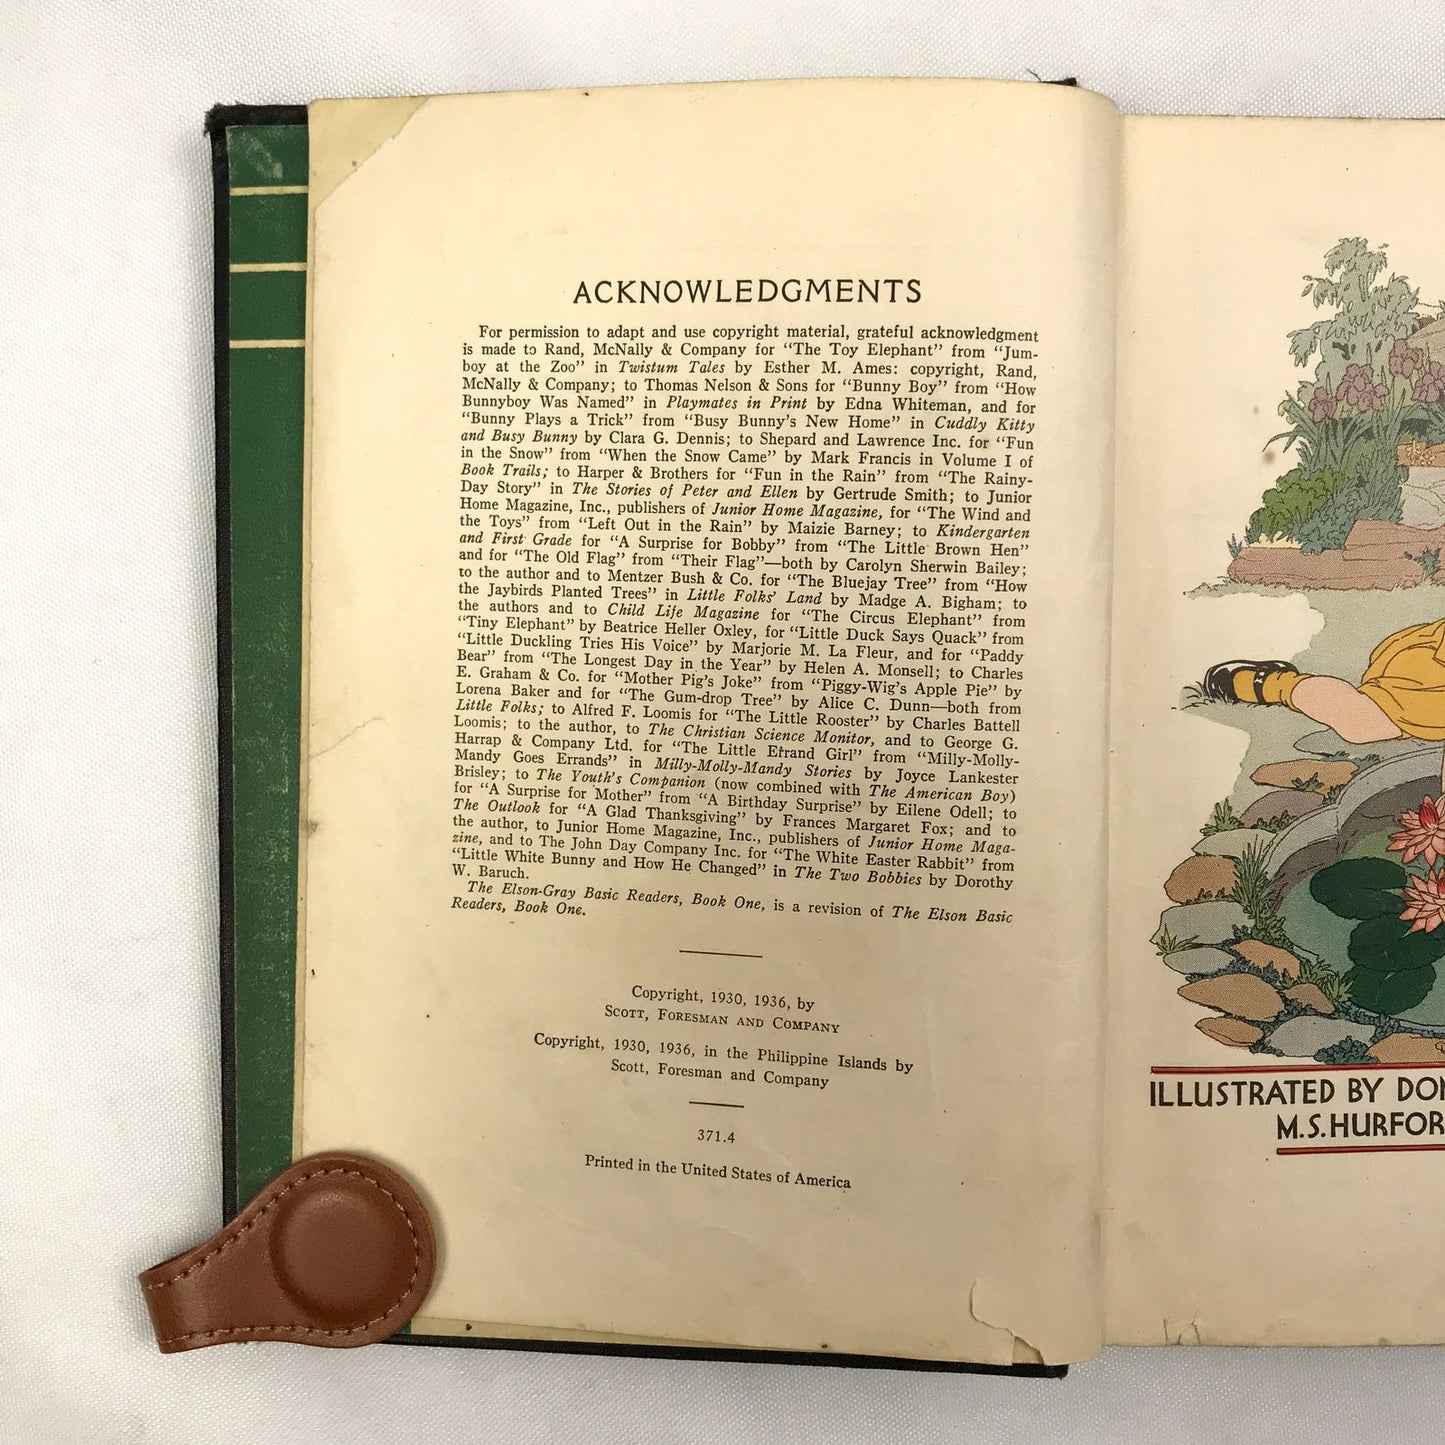 ACKNOWLEDGMENTS
For permission to adapt and use copyright material, grateful acknowledgment
is made to Rand, McNally & Company for “The Toy Elephant” from “Jum-
boy at the Zoo” in Twistum Tales by Esther M. Ames: copyright, Rand,
McNally & Company; to Thomas Nelson & Sons for “Bunny Boy” from “How
Bunnyboy Was Named” in Playmates in Print by Edna Whiteman, and for
“Bunny Plays a Trick” from “Busy Bunny’s New Home” in Cuddly Kitty
and Busy Bunny by Clara G. Dennis; to Shepard and Lawrence Inc. for “Fun
in the Snow” from “When the Snow Came” by Mark Francis in Volume I of
Book Trails; to Harper & Brothers for “Fun in the Rain” from “The Rainy-
Day Story” in The Stories of Peter and Ellen by Gertrude Smith; to Junior
Home Magazine, Inc., publishers of Junior Home Magazine, for “The Wind and
the Toys” from “Left Out in the Rain” by Maizie Barney; to Kindergarten
and First Grade for “A Surprise for Bobby” from “The Little Brown Hen”
and for “The Old Flag” from “Their Flag”—both by Carolyn Sherwin Bailey;
to the author and to Mentzer Bush & Co. for “The Bluejay Tree” from “How
the Jaybirds Planted Trees” in Little Folks’ Land by Madge A. Bigham; to
the authors and to Child Life Magazine for “The Circus Elephant” from
“Tiny Elephant” by Beatrice Heller Oxley, for “Little Duck Says Quack” from
“Little Duckling Tries His Voice” by Marjorie M. La Fleur, and for “Paddy
Bear” from “The Longest Day in the Year” by Helen A. Monsell; to Charles
E. Graham & Co. for “Mother Pig’s Joke” from “Piggy-Wig’s Apple Pie” by
Lorena Baker and for “The Gum-drop Tree” by Alice C. Dunn—both from
Little Folks; to Alfred F. Loomis for “The Little Rooster” by Charles Battell
Loomis; to the author, to The Christian Science Monitor, and to George G.
Harrap & Company Ltd. for “The Little Errand Girl” from “Milly-Molly-
Mandy Goes Errands” in Milly-Molly-Mandy Stories by Joyce Lankester
Brisley; to The Youth’s Companion (now combined with The American Boy)
for “A Surprise for Mother” from “A Birthday Surprise” by Eilene Odell; to
The Outlook for “A Glad Thanksgiving” by Frances Margaret Fox; and to
the author, to Junior Home Magazine, Inc., publishers of Junior Home Maga-
zine, and to The John Day Company Inc. for “The White Easter Rabbit” from
“Little White Bunny and How He Changed” in The Two Bobbies by Dorothy
W. Baruch.
The Elson-Gray Basic Readers, Book One, is a revision of The Elson Basic
Readers, Book One.
Copyright, 1930, 1936, by
SCOTT, FORESMAN AND COMPANY
Copyright, 1930, 1936, in the Philippine Islands by
Scott, Foresman and Company
371.4
Printed in the United States of America
ILLUSTRATED BY DON
M.S.HURFOR